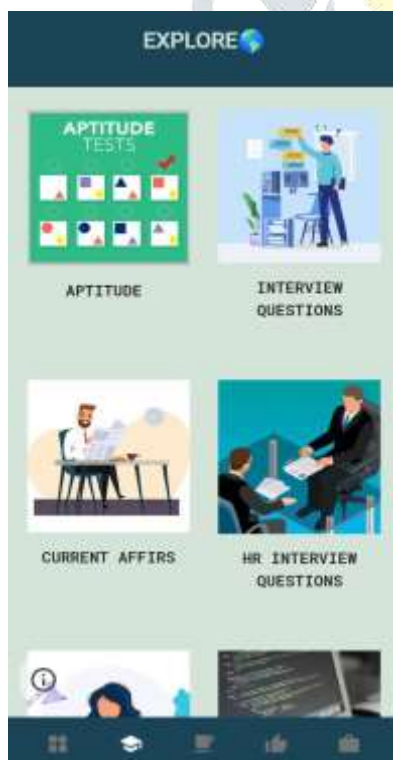 EXPLORE🌎
APTITUDE
TESTS
APTITUDE
INTERVIEW
QUESTIONS
CURRENT AFFIRS
HR INTERVIEW
QUESTIONS